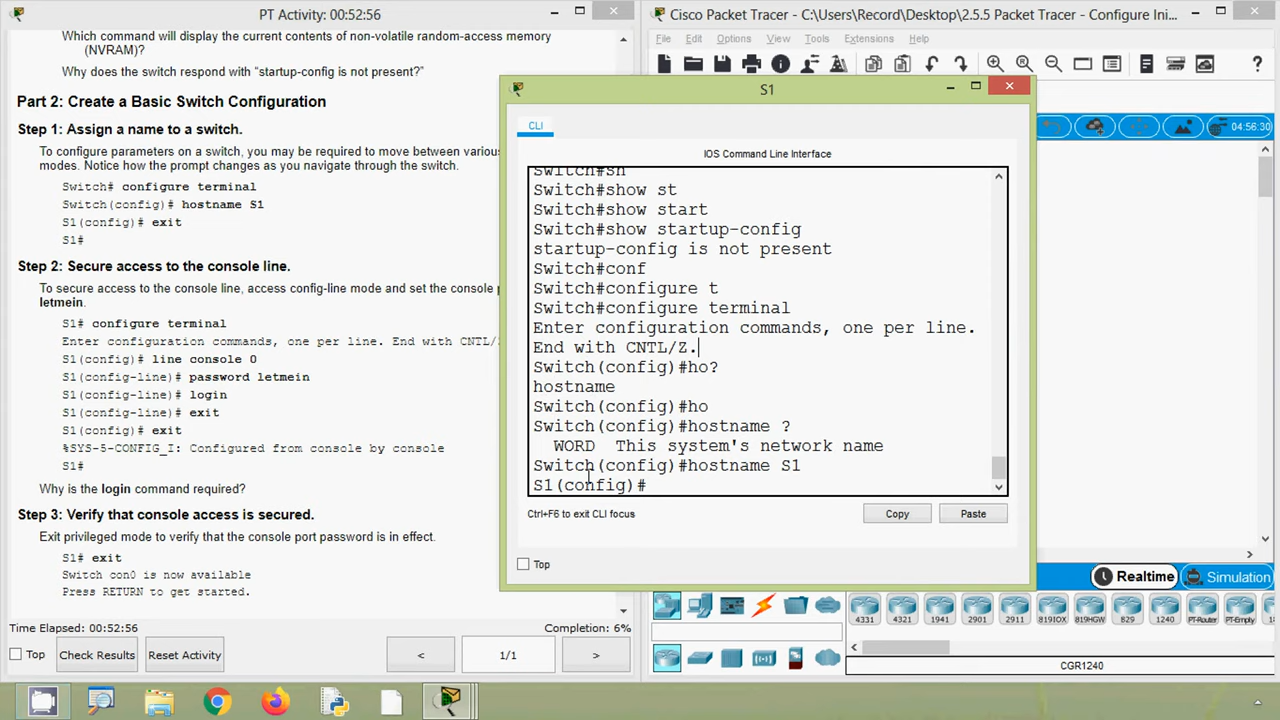 PT Activity: 00:52:56
Which command will display the current contents of non-volatile random-access memory
(NVRAM)?
Why does the switch respond with “startup-config is not present?”
Part 2: Create a Basic Switch Configuration
Step 1: Assign a name to a switch.
To configure parameters on a switch, you may be required to move between various
modes. Notice how the prompt changes as you navigate through the switch.
Switch# configure terminal
Switch(config)# hostname S1
S1(config)# exit
S1#
Step 2: Secure access to the console line.
To secure access to the console line, access config-line mode and set the console
letmein.
S1# configure terminal
Enter configuration commands, one per line. End with CNTL/
S1(config)# line console 0
S1(config-line)# password letmein
S1(config-line)# login
S1(config-line)# exit
S1(config)# exit
%SYS-5-CONFIG_I: Configured from console by console
S1#
Why is the login command required?
Step 3: Verify that console access is secured.
Exit privileged mode to verify that the console port password is in effect.
S1# exit
Switch con0 is now available
Press RETURN to get started.
Time Elapsed: 00:52:56
Completion: 6%
Top
Check Results
Reset Activity
<
1/1
>
Cisco Packet Tracer - C:\Users\Record\Desktop\2.5.5 Packet Tracer - Configure Ini...
File Edit Options View Tools Extensions Help
04:56:30
S1
CLI
IOS Command Line Interface
Switch#sh
Switch#show st
Switch#show start
Switch#show startup-config
startup-config is not present
Switch#conf
Switch#configure t
Switch#configure terminal
Enter configuration commands, one per line.
End with CNTL/Z.
Switch(config)#ho?
hostname
Switch(config)#ho
Switch(config)#hostname ?
WORD This system's network name
Switch(config)#hostname S1
S1(config)#
Ctrl+F6 to exit CLI focus
Copy
Paste
Top
Realtime
Simulation
4331 4321 1941 2901 2911 819IOX 819HGW 829 1240 PT-Router PT-Empty
CGR1240